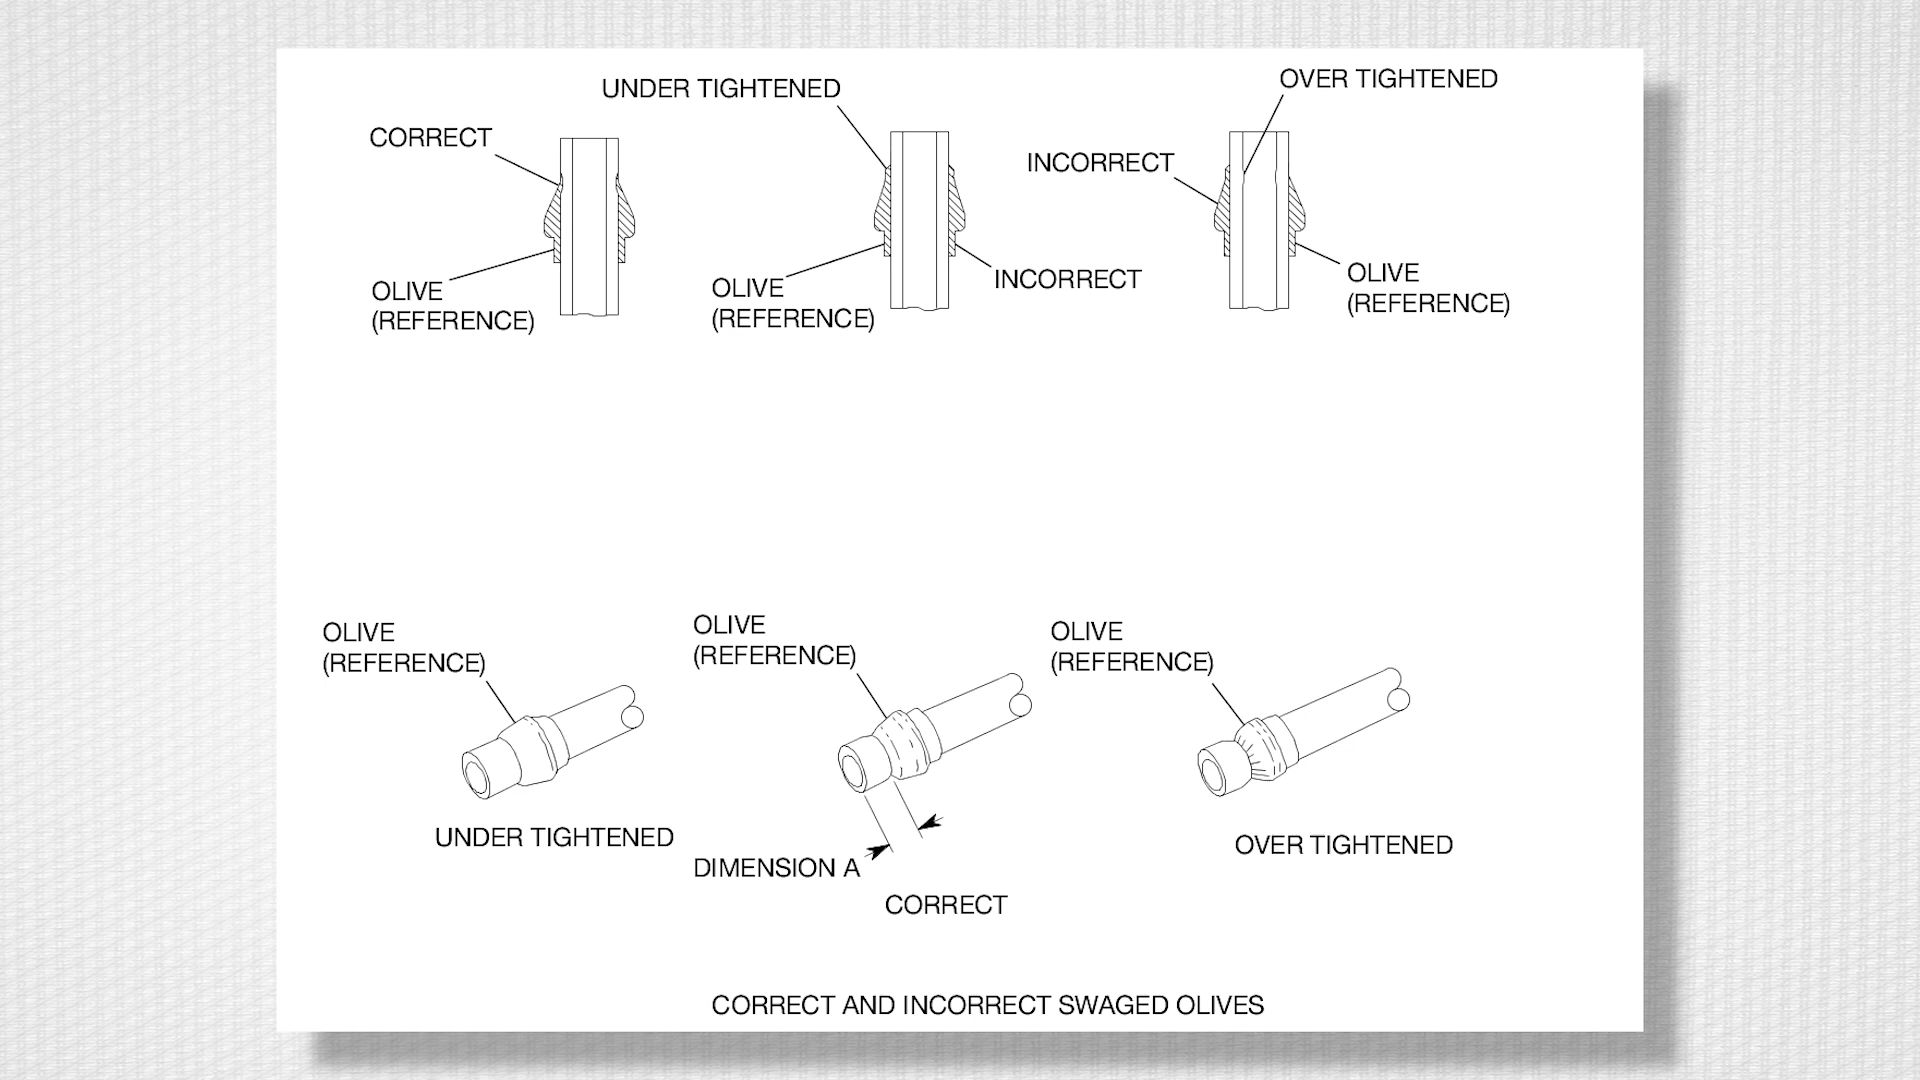 UNDER TIGHTENED
OVER TIGHTENED
CORRECT
INCORRECT
OLIVE
(REFERENCE)
OLIVE
(REFERENCE)
INCORRECT
OLIVE
(REFERENCE)
OLIVE
(REFERENCE)
OLIVE
(REFERENCE)
OLIVE
(REFERENCE)
UNDER TIGHTENED
DIMENSION A
CORRECT
OVER TIGHTENED
CORRECT AND INCORRECT SWAGED OLIVES